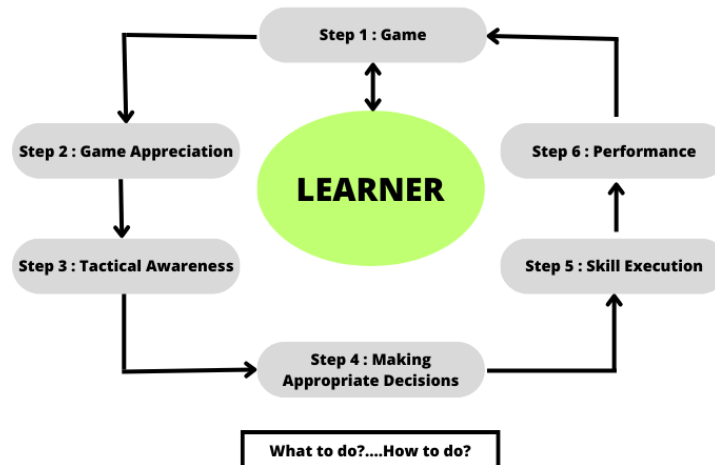 Step 1 : Game
Step 2 : Game Appreciation
Step 6 : Performance
LEARNER
Step 3 : Tactical Awareness
Step 5 : Skill Execution
Step 4 : Making
Appropriate Decisions
What to do?....How to do?